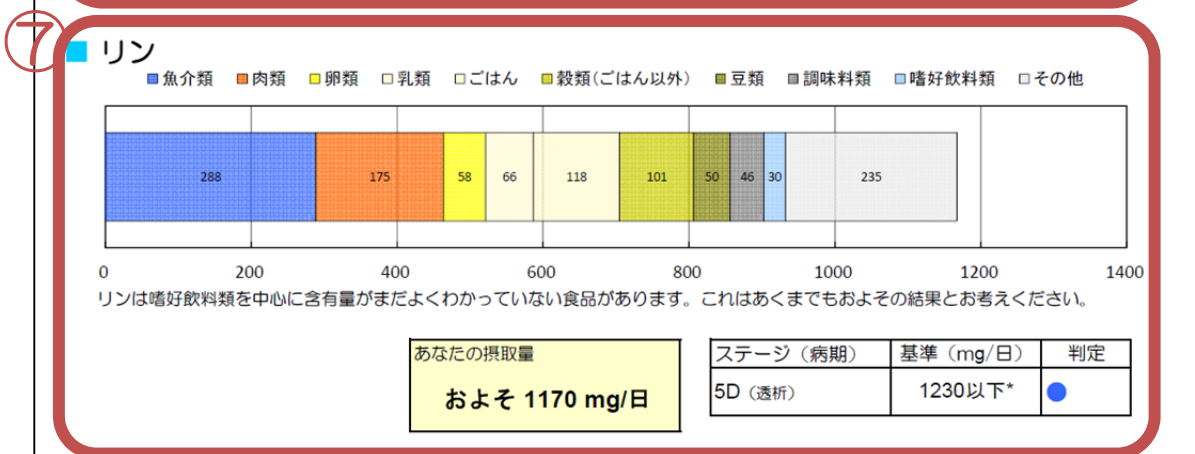 ⑦
■ リン
■魚介類 ■肉類 □卵類 □乳類 □ごはん ■穀類(ごはん以外) ■豆類 ■調味料類 □嗜好飲料類 □その他
288 175 58 66 118 101 50 46 30 235
0 200 400 600 800 1000 1200 1400
リンは嗜好飲料類を中心に含有量がまだよくわかっていない食品があります。これはあくまでもおよその結果とお考えください。
あなたの摂取量
およそ 1170 mg/日
ステージ（病期） 基準（mg/日） 判定
5D（透析） 1230以下* ●